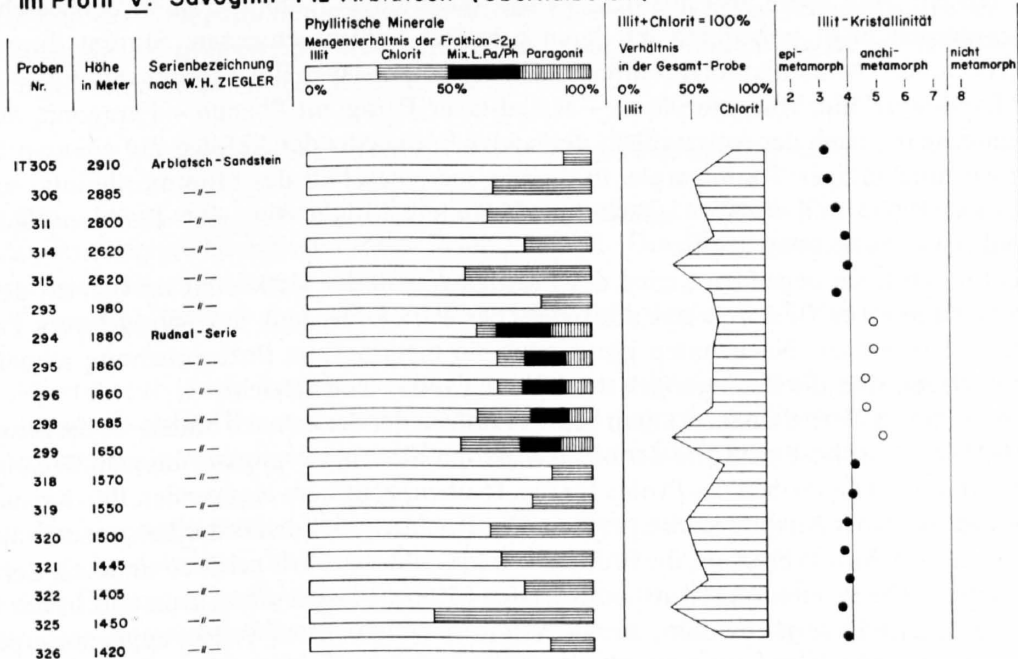 im Profil V: Savognin
Phyllitische Minerale
Illit+Chlorit = 100%
Illit-Kristallinität
Proben Nr.
Höhe in Meter
Serienbezeichnung nach W. H. ZIEGLER
Mengenverhältnis der Fraktion <2µ
Illit Chlorit Mix.L.Pa/Ph Paragonit
0% 50% 100%
Verhältnis in der Gesamt-Probe
0% 50% 100%
Illit Chlorit
epi-metamorph
anchi-metamorph
nicht metamorph
2 3 4 5 6 7 8
IT305 2910 Arblatsch-Sandstein
306 2885 -//-
311 2800 -//-
314 2620 -//-
315 2620 -//-
293 1980 -//-
294 1880 Rudnal-Serie
295 1860 -//-
296 1860 -//-
298 1685 -//-
299 1650 -//-
318 1570 -//-
319 1550 -//-
320 1500 -//-
321 1445 -//-
322 1405 -//-
325 1450 -//-
326 1420 -//-